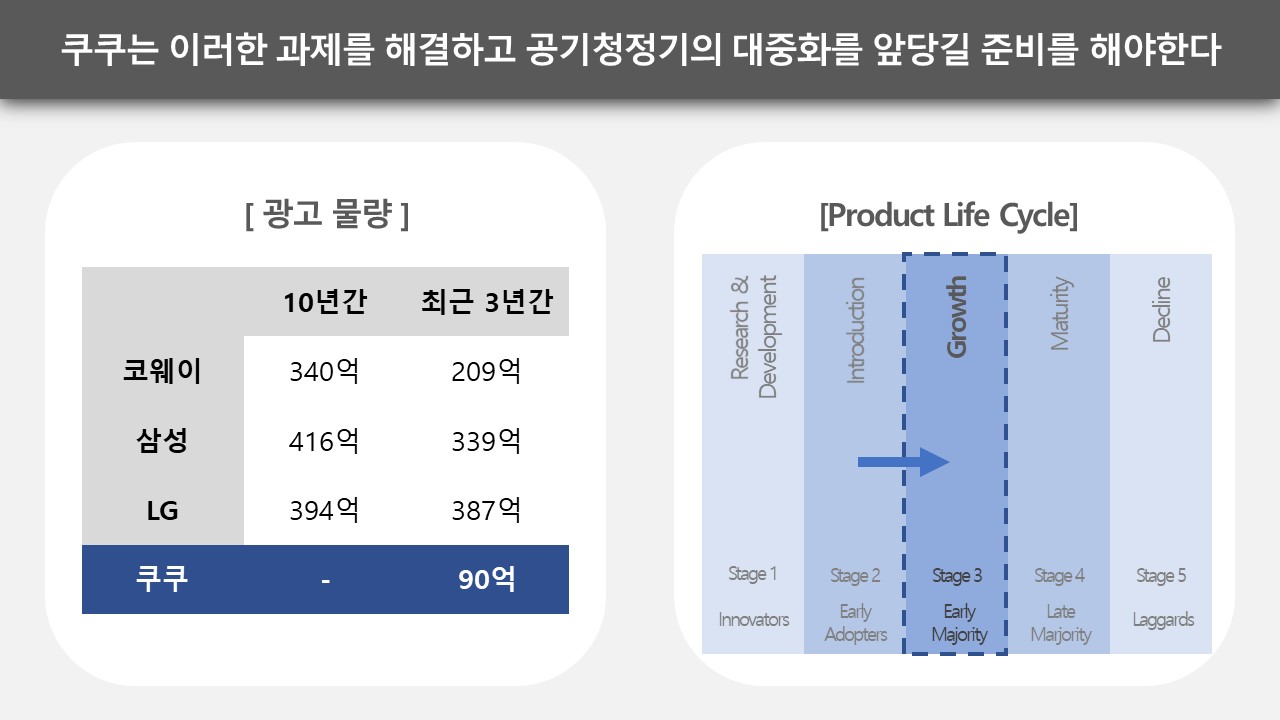 쿠쿠는 이러한 과제를 해결하고 공기청정기의 대중화를 앞당길 준비를 해야한다
[ 광고 물량 ]
10년간 최근 3년간
코웨이 340억 209억
삼성 416억 339억
LG 394억 387억
쿠쿠 - 90억
[Product Life Cycle]
Research &
Development
Introduction
Growth
Maturity
Decline
Stage 1
Stage 2
Stage 3
Stage 4
Stage 5
Innovators
Early
Adopters
Early
Majority
Late
Marjority
Laggards